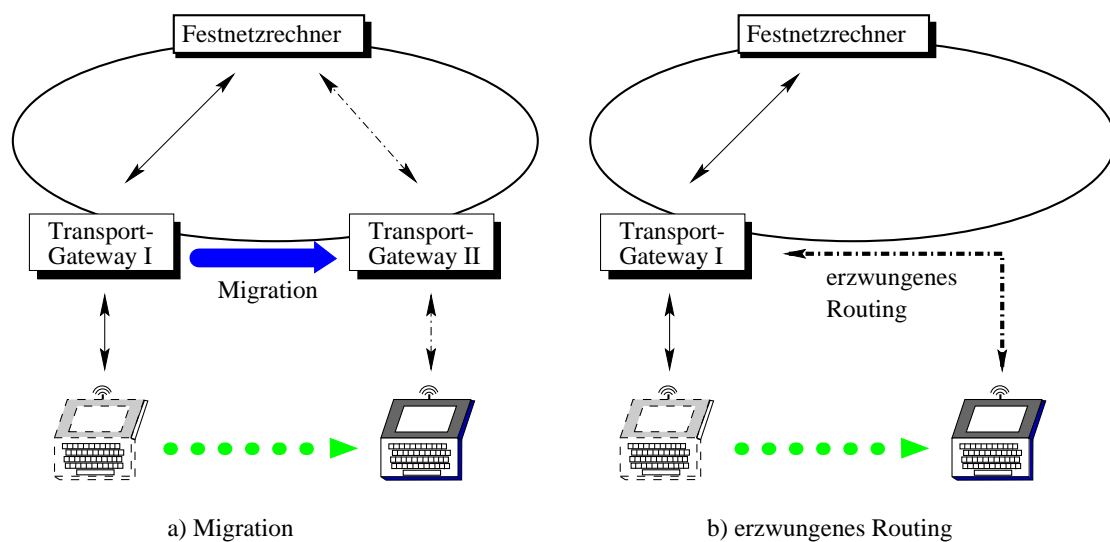 Festnetzrechner
Transport-
Gateway I
Transport-
Gateway II
Migration
a) Migration
Festnetzrechner
Transport-
Gateway I
erzwungenes
Routing
b) erzwungenes Routing